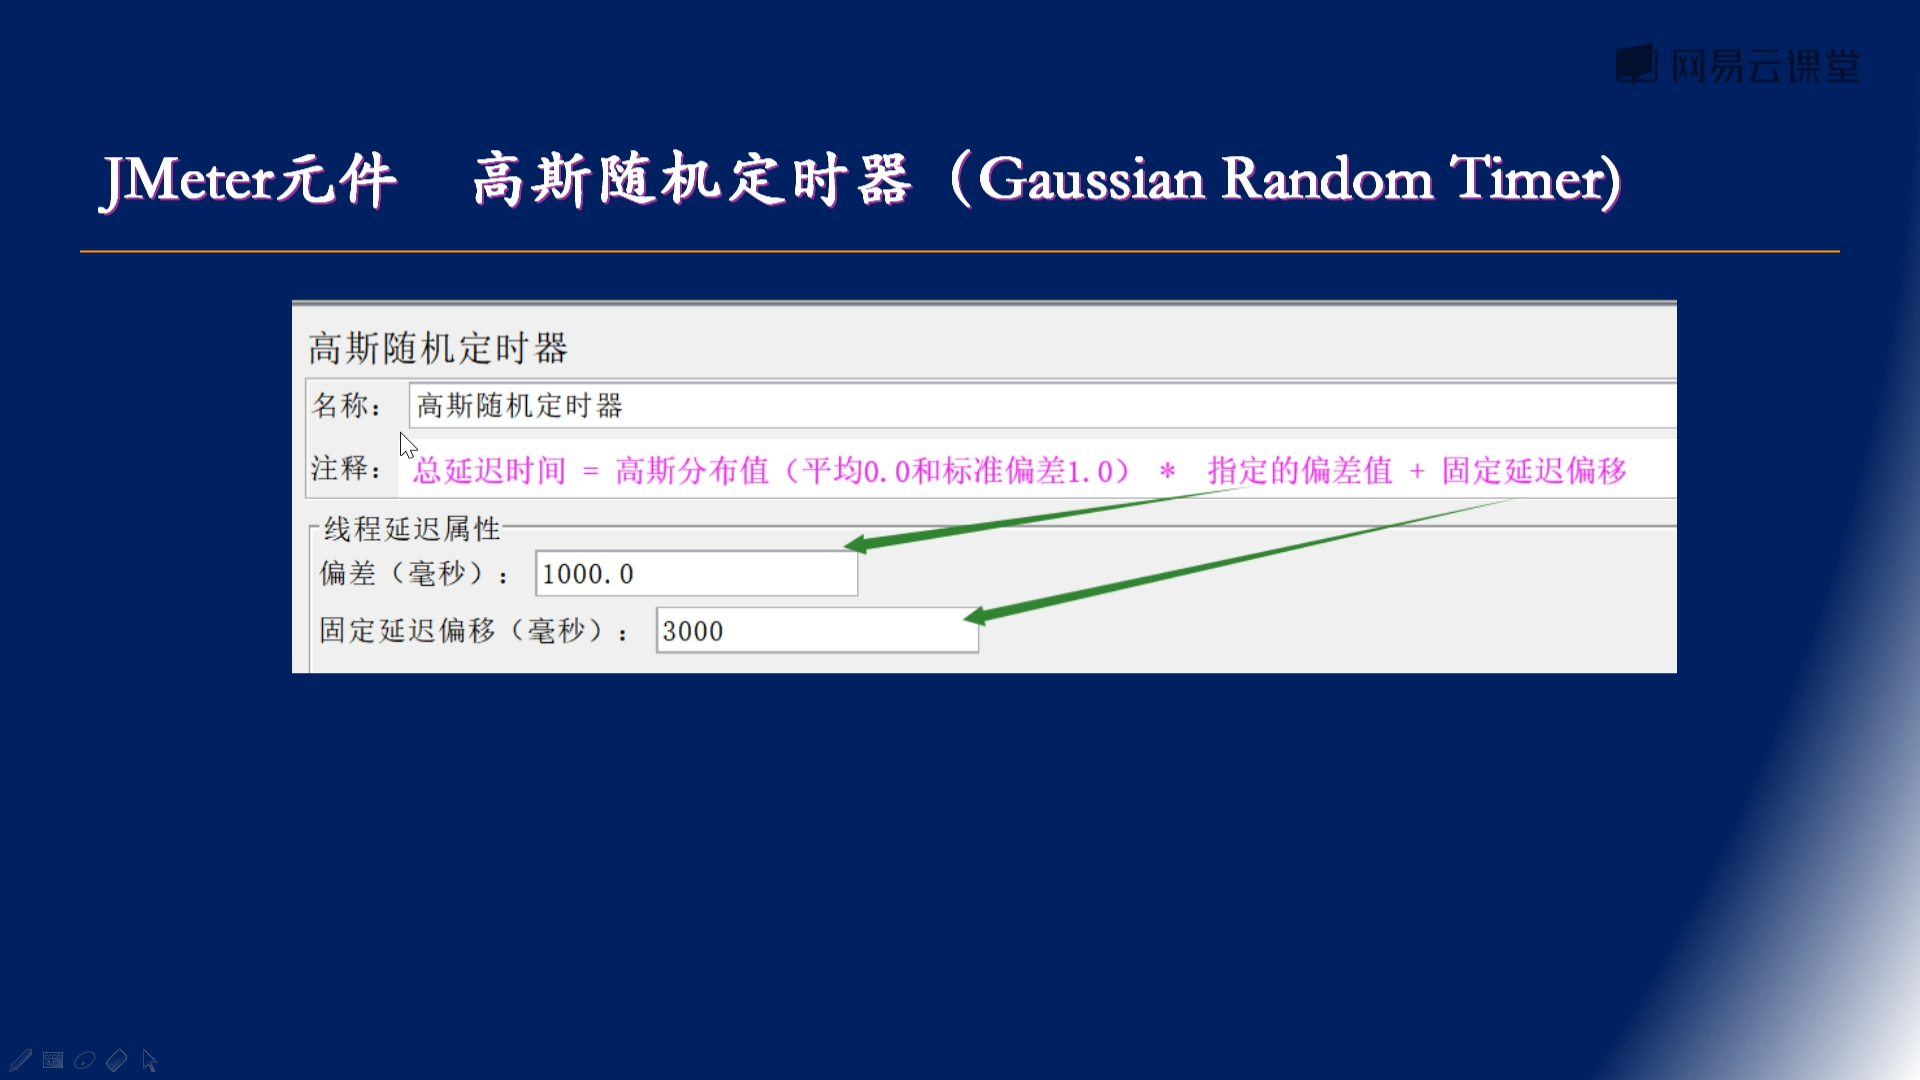 网易云课堂
JMeter元件 高斯随机定时器（Gaussian Random Timer)
高斯随机定时器
名称： 高斯随机定时器
注释： 总延迟时间 = 高斯分布值（平均0.0和标准偏差1.0） * 指定的偏差值 + 固定延迟偏移
线程延迟属性
偏差（毫秒）： 1000.0
固定延迟偏移（毫秒）： 3000